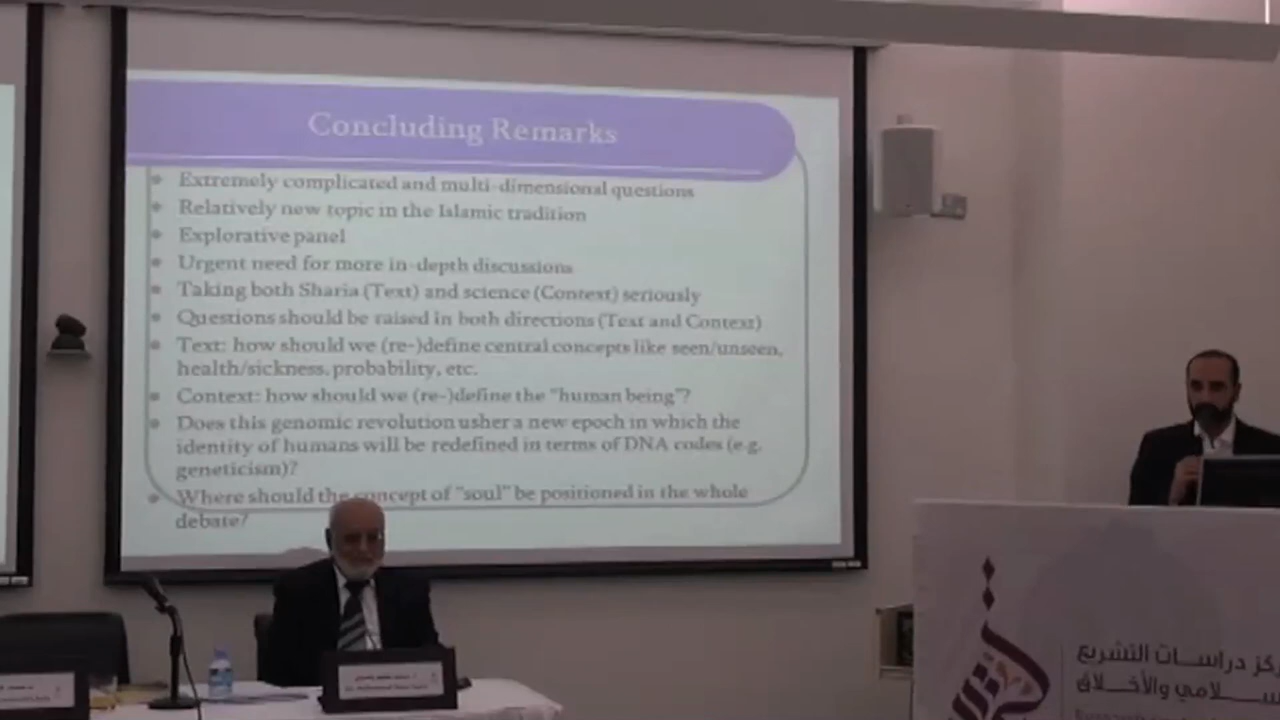 Concluding Remarks
Extremely complicated and multi-dimensional questions
Relatively new topic in the Islamic tradition
Explorative panel
Urgent need for more in-depth discussions
Taking both Sharia (Text) and science (Context) seriously
Questions should be raised in both directions (Text and Context)
Text: how should we (re-)define central concepts like seen/unseen,
health/sickness, probability, etc.
Context: how should we (re-)define the "human being"?
Does this genomic revolution usher a new epoch in which the
identity of humans will be redefined in terms of DNA codes (e.g.
geneticism)?
Where should the concept of "soul" be positioned in the whole
debate?
دراسات التشريع
والأخلاق